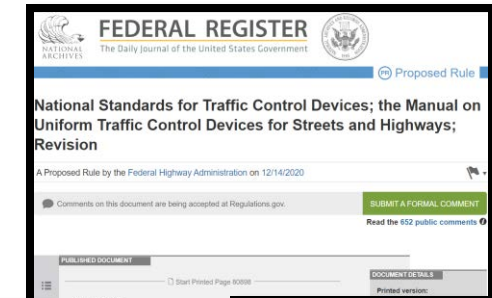 NATIONAL
ARCHIVES
FEDERAL REGISTER
The Daily Journal of the United States Government
PR Proposed Rule
National Standards for Traffic Control Devices; the Manual on
Uniform Traffic Control Devices for Streets and Highways;
Revision
A Proposed Rule by the Federal Highway Administration on 12/14/2020
Comments on this document are being accepted at Regulations.gov.
SUBMIT A FORMAL COMMENT
Read the 652 public comments
PUBLISHED DOCUMENT
Start Printed Page 80898
DOCUMENT DETAILS
Printed version: